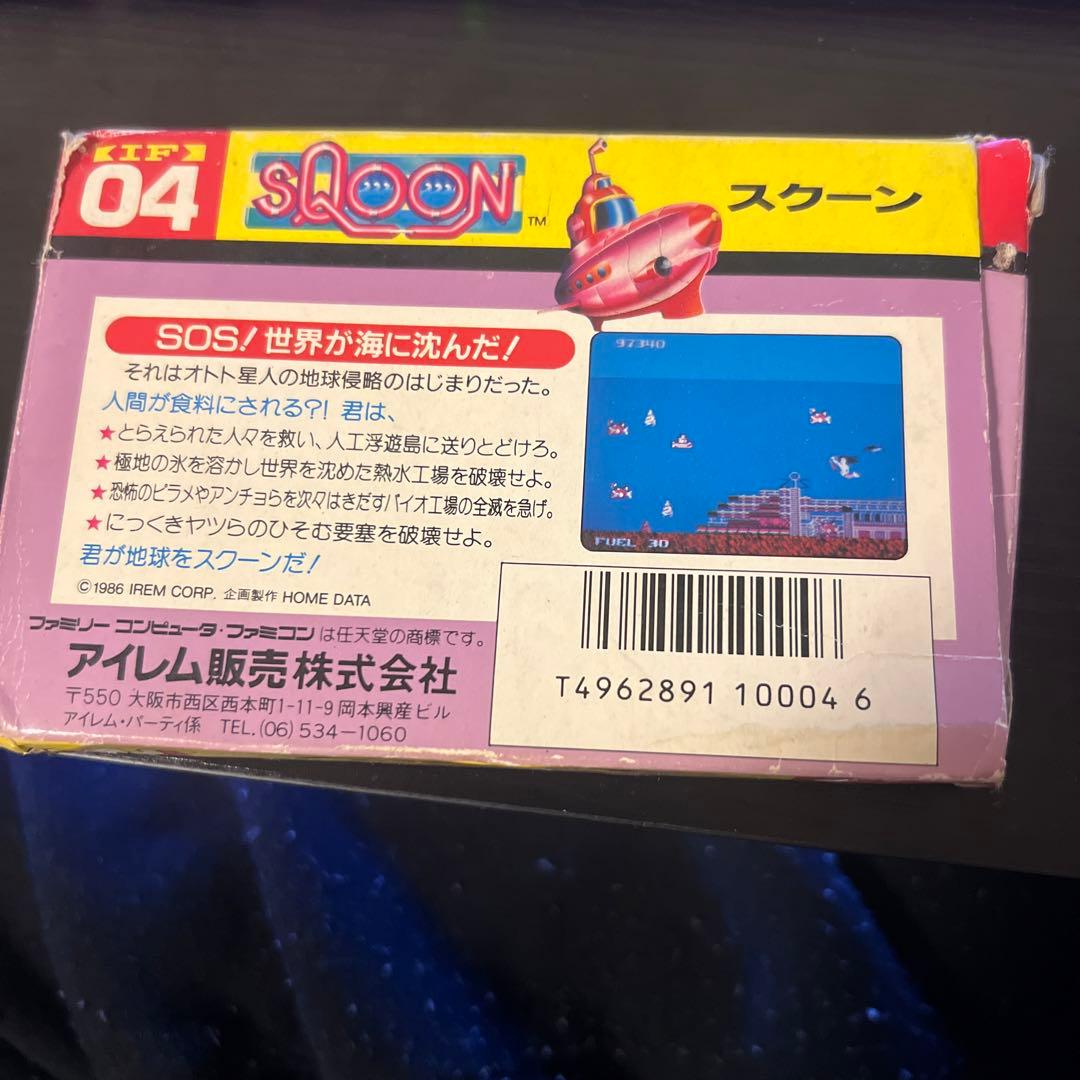 IF
04
SQOON TM
スクーン
SOS!世界が海に沈んだ!
それはオトト星人の地球侵略のはじまりだった。
人間が食料にされる?!君は、
★とらえられた人々を救い、人工浮遊島に送りとどけろ。
★極地の氷を溶かし世界を沈めた熱水工場を破壊せよ。
★恐怖のピラメやアンチョらを次々はきだすバイオ工場の全滅を急げ。
★にっくきヤツらのひそむ要塞を破壊せよ。
君が地球をスクーンだ!
©1986 IREM CORP. 企画製作 HOME DATA
97340
FUEL 30
ファミリーコンピュータ・ファミコンは任天堂の商標です。
アイレム販売株式会社
〒550 大阪市西区西本町1-11-9岡本興産ビル
アイレム・パーティ係 TEL.(06)534-1060
T4962891 10004 6